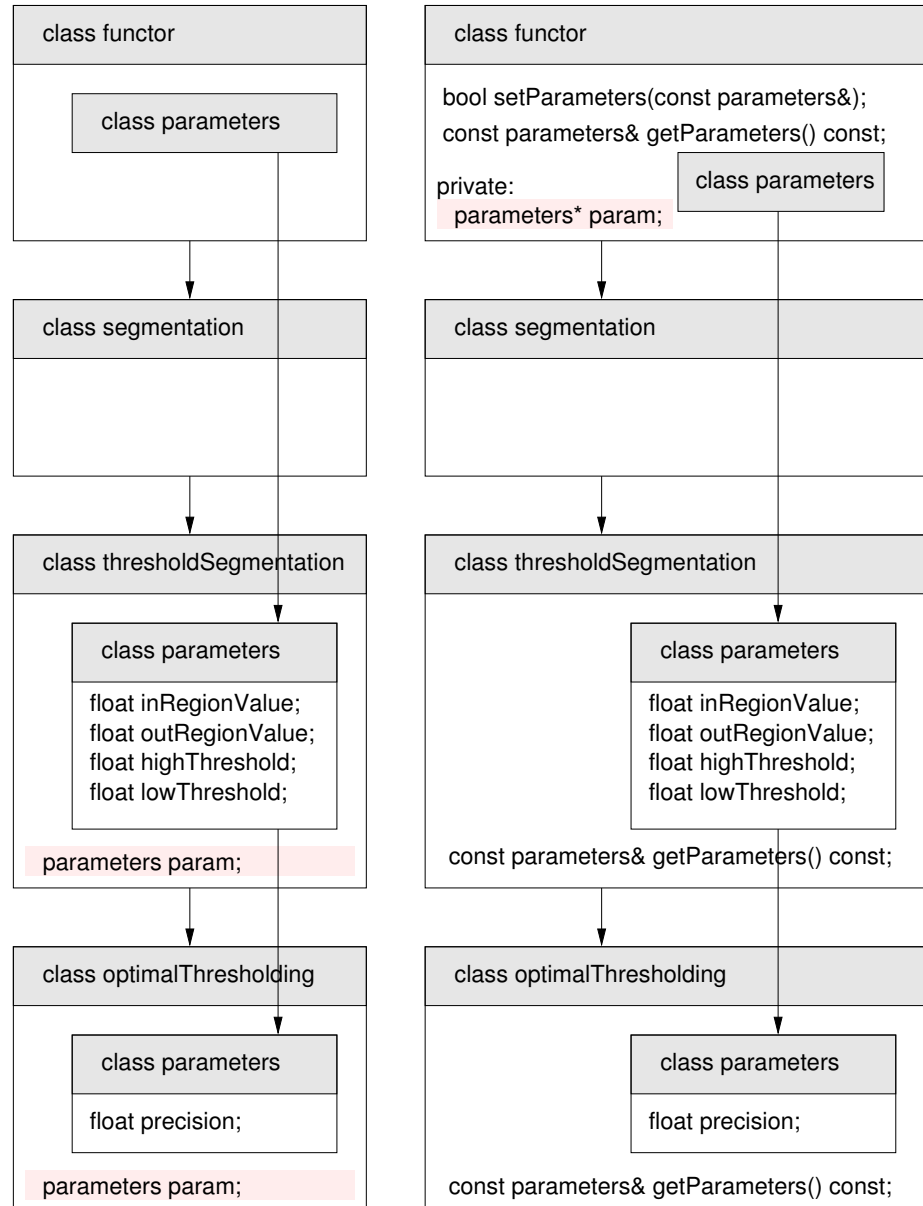 class functor
class parameters
class segmentation
class thresholdSegmentation
class parameters
float inRegionValue;
float outRegionValue;
float highThreshold;
float lowThreshold;
parameters param;
class optimalThresholding
class parameters
float precision;
parameters param;
class functor
bool setParameters(const parameters&);
const parameters& getParameters() const;
class parameters
private:
parameters* param;
class segmentation
class thresholdSegmentation
class parameters
float inRegionValue;
float outRegionValue;
float highThreshold;
float lowThreshold;
const parameters& getParameters() const;
class optimalThresholding
class parameters
float precision;
const parameters& getParameters() const;